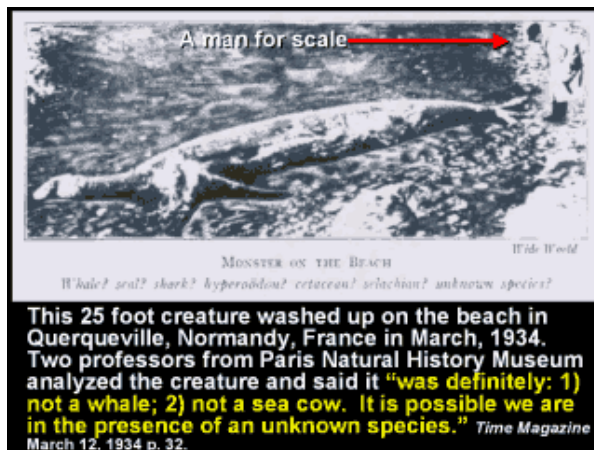 A man for scale
Wide World
MONSTER ON THE BEACH
Whale? seal? shark? hyperoödon? cetacean? selachian? unknown species?
This 25 foot creature washed up on the beach in
Querqueville, Normandy, France in March, 1934.
Two professors from Paris Natural History Museum
analyzed the creature and said it “was definitely: 1)
not a whale; 2) not a sea cow.  It is possible we are
in the presence of an unknown species.” Time Magazine
March 12, 1934 p. 32.